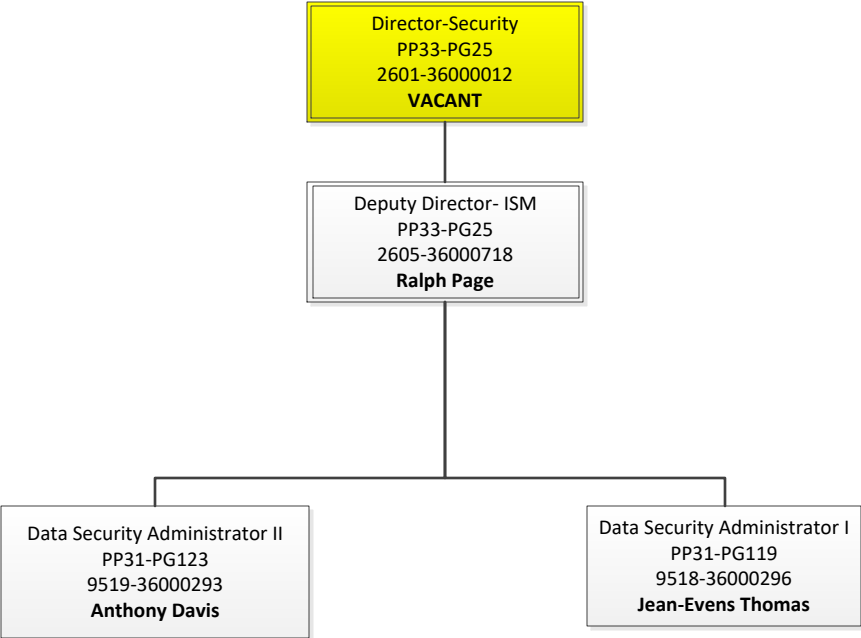 Director-Security
PP33-PG25
2601-36000012
VACANT
Deputy Director- ISM
PP33-PG25
2605-36000718
Ralph Page
Data Security Administrator II
PP31-PG123
9519-36000293
Anthony Davis
Data Security Administrator I
PP31-PG119
9518-36000296
Jean-Evens Thomas